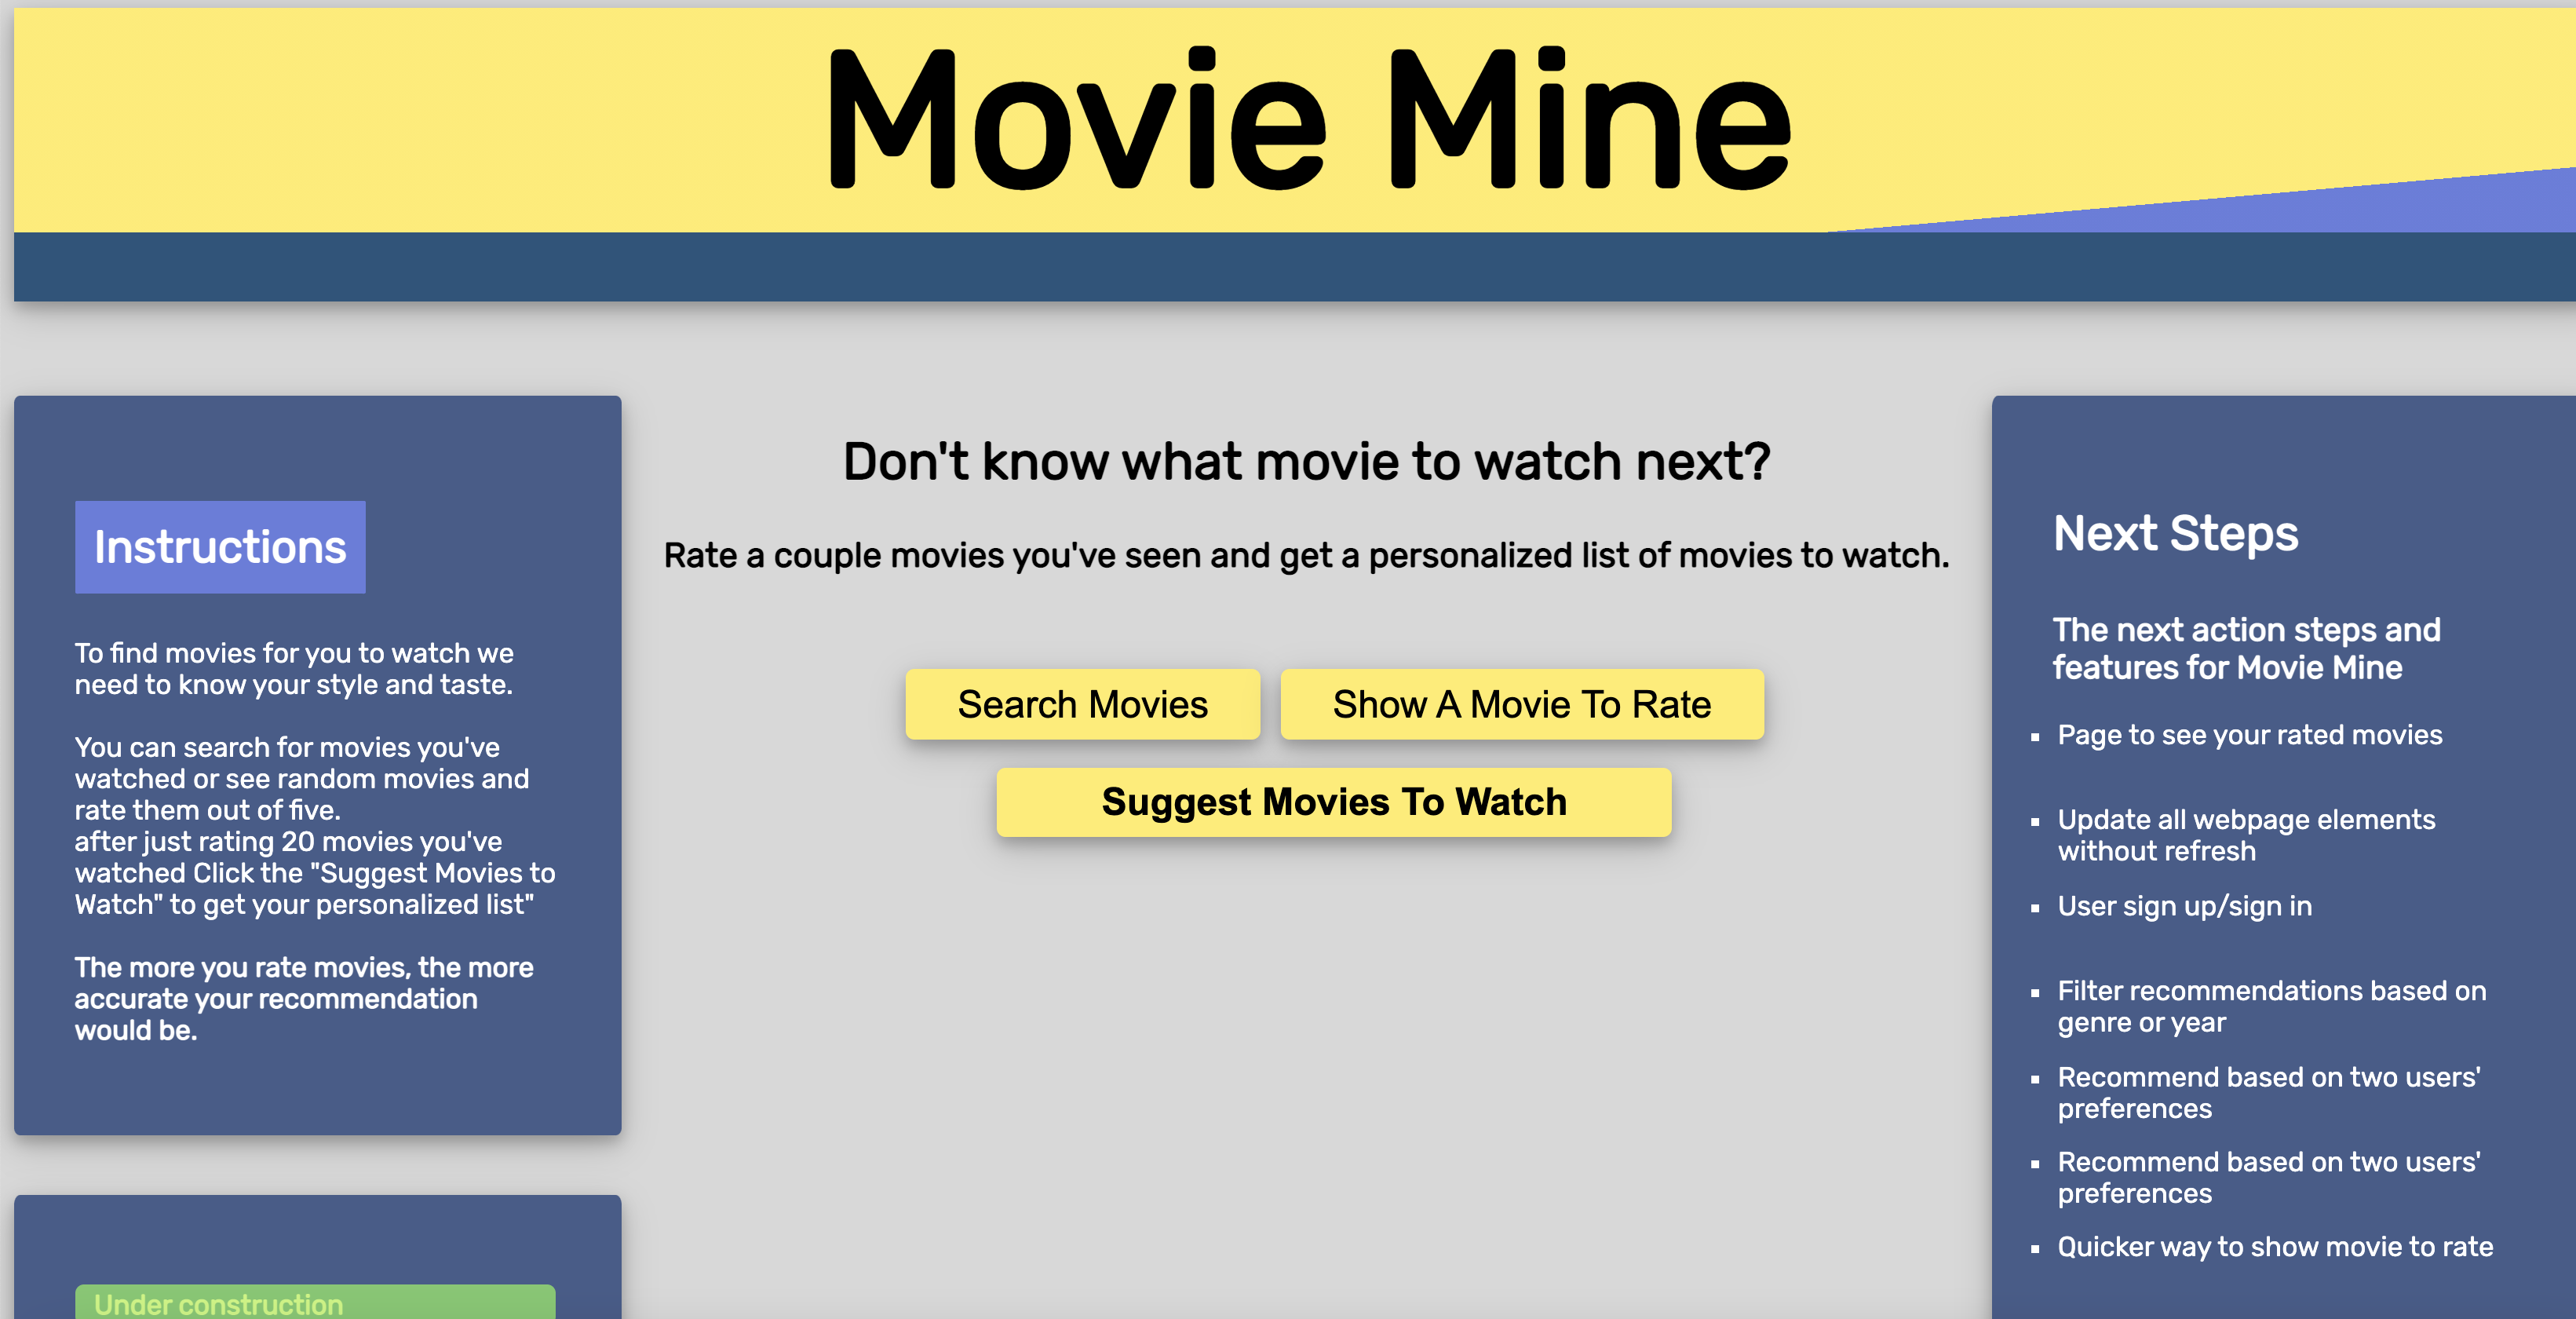 Movie Mine
Instructions
To find movies for you to watch we
need to know your style and taste.
You can search for movies you've
watched or see random movies and
rate them out of five.
after just rating 20 movies you've
watched Click the "Suggest Movies to
Watch" to get your personalized list"
The more you rate movies, the more
accurate your recommendation
would be.
Under construction
Don't know what movie to watch next?
Rate a couple movies you've seen and get a personalized list of movies to watch.
Search Movies
Show A Movie To Rate
Suggest Movies To Watch
Next Steps
The next action steps and
features for Movie Mine
Page to see your rated movies
Update all webpage elements
without refresh
User sign up/sign in
Filter recommendations based on
genre or year
Recommend based on two users'
preferences
Recommend based on two users'
preferences
Quicker way to show movie to rate